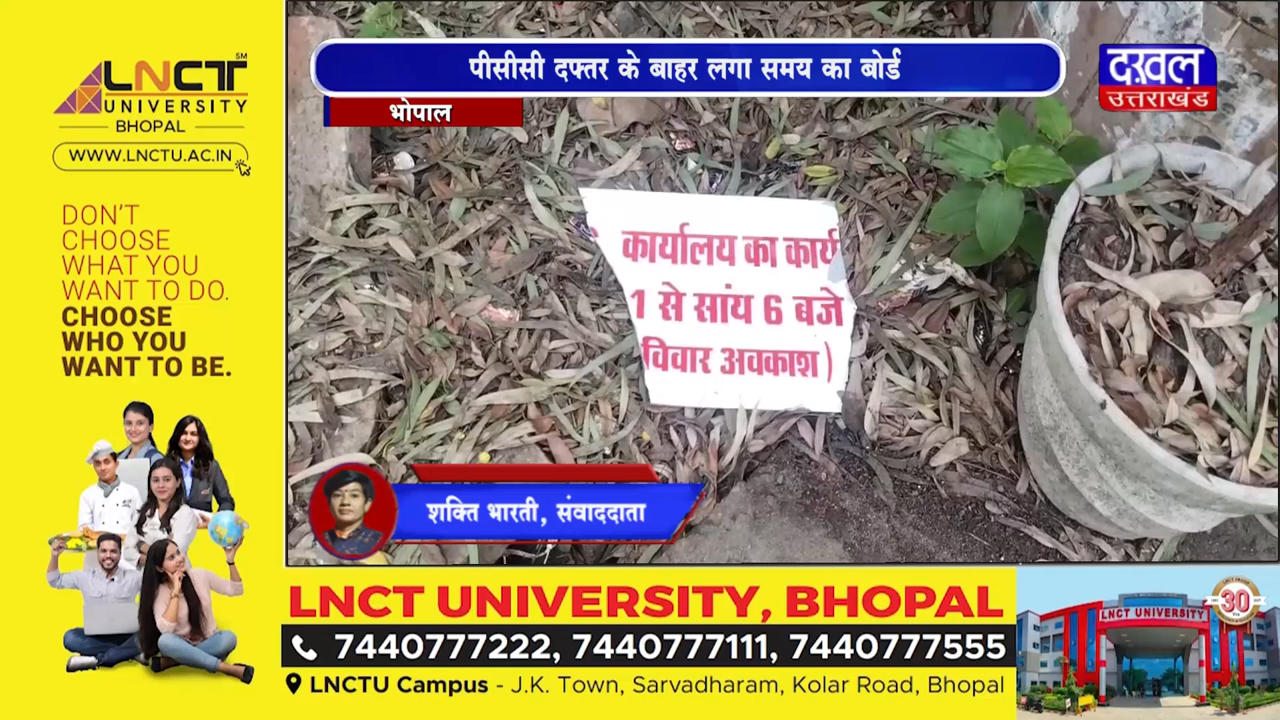 LNCT
SM
UNIVERSITY
BHOPAL
WWW.LNCTU.AC.IN
DON'T
CHOOSE
WHAT YOU
WANT TO DO.
CHOOSE
WHO YOU
WANT TO BE.
पीसीसी दफ्तर के बाहर लगा समय का बोर्ड
भोपाल
दख़ल
उत्तराखंड
कार्यालय का कार्य
1 से सांय 6 बजे
विवार अवकाश)
शक्ति भारती, संवाददाता
LNCT UNIVERSITY, BHOPAL
7440777222, 7440777111, 7440777555
LNCTU Campus - J.K. Town, Sarvadharam, Kolar Road, Bhopal
LNCT UNIVERSITY
30